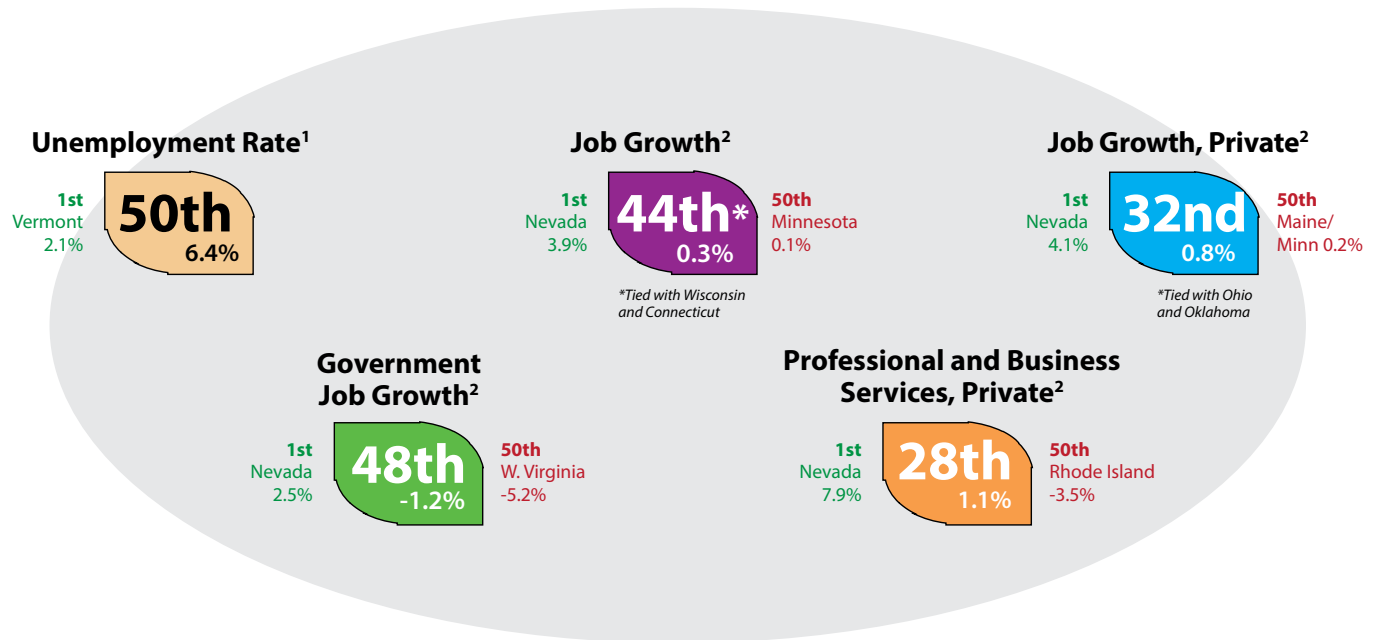 Unemployment Rate¹
1st
Vermont
2.1%
50th
6.4%
Job Growth²
1st
Nevada
3.9%
44th*
0.3%
50th
Minnesota
0.1%
*Tied with Wisconsin
and Connecticut
Job Growth, Private²
1st
Nevada
4.1%
32nd
0.8%
50th
Maine/
Minn 0.2%
*Tied with Ohio
and Oklahoma
Government
Job Growth²
1st
Nevada
2.5%
48th
-1.2%
50th
W. Virginia
-5.2%
Professional and Business
Services, Private²
1st
Nevada
7.9%
28th
1.1%
50th
Rhode Island
-3.5%